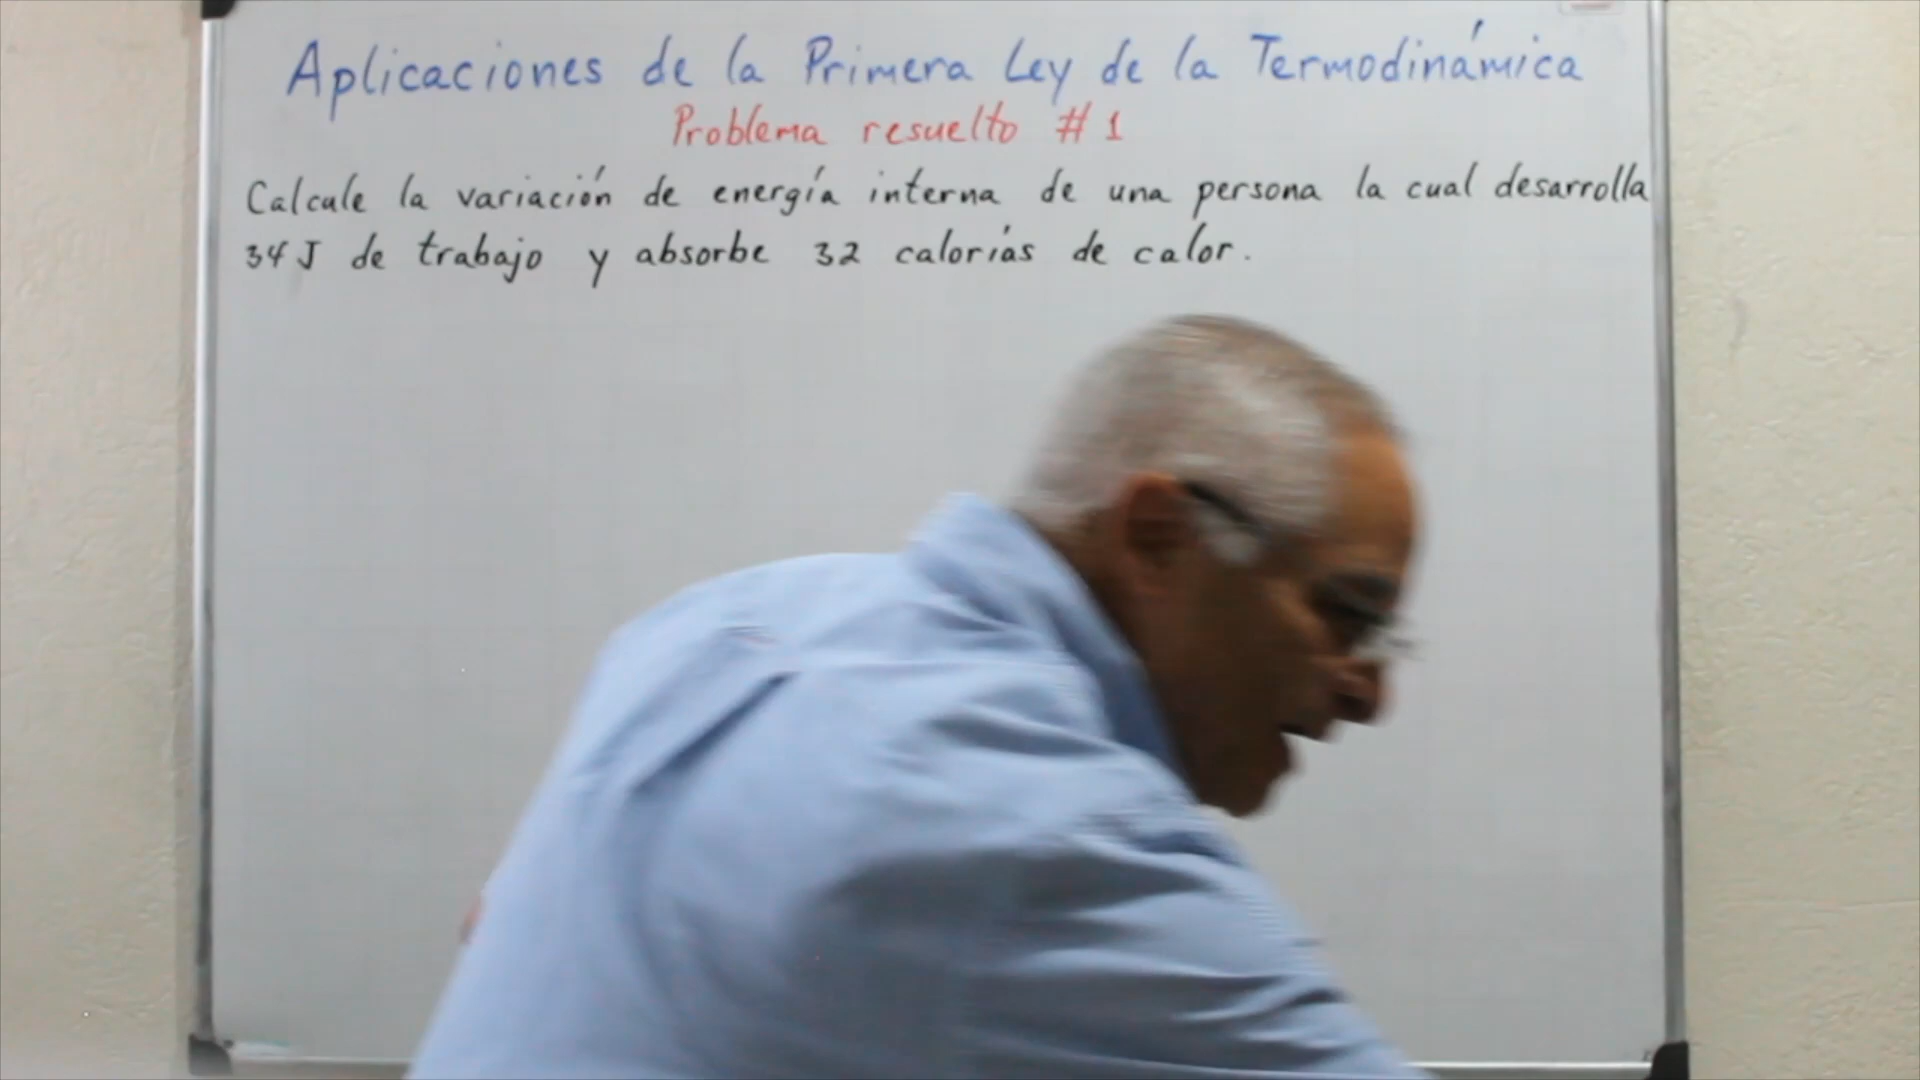 Aplicaciones de la Primera Ley de la Termodinámica
Problema resuelto #1
Calcule la variación de energía interna de una persona la cual desarrolla
34 J de trabajo y absorbe 32 calorías de calor.